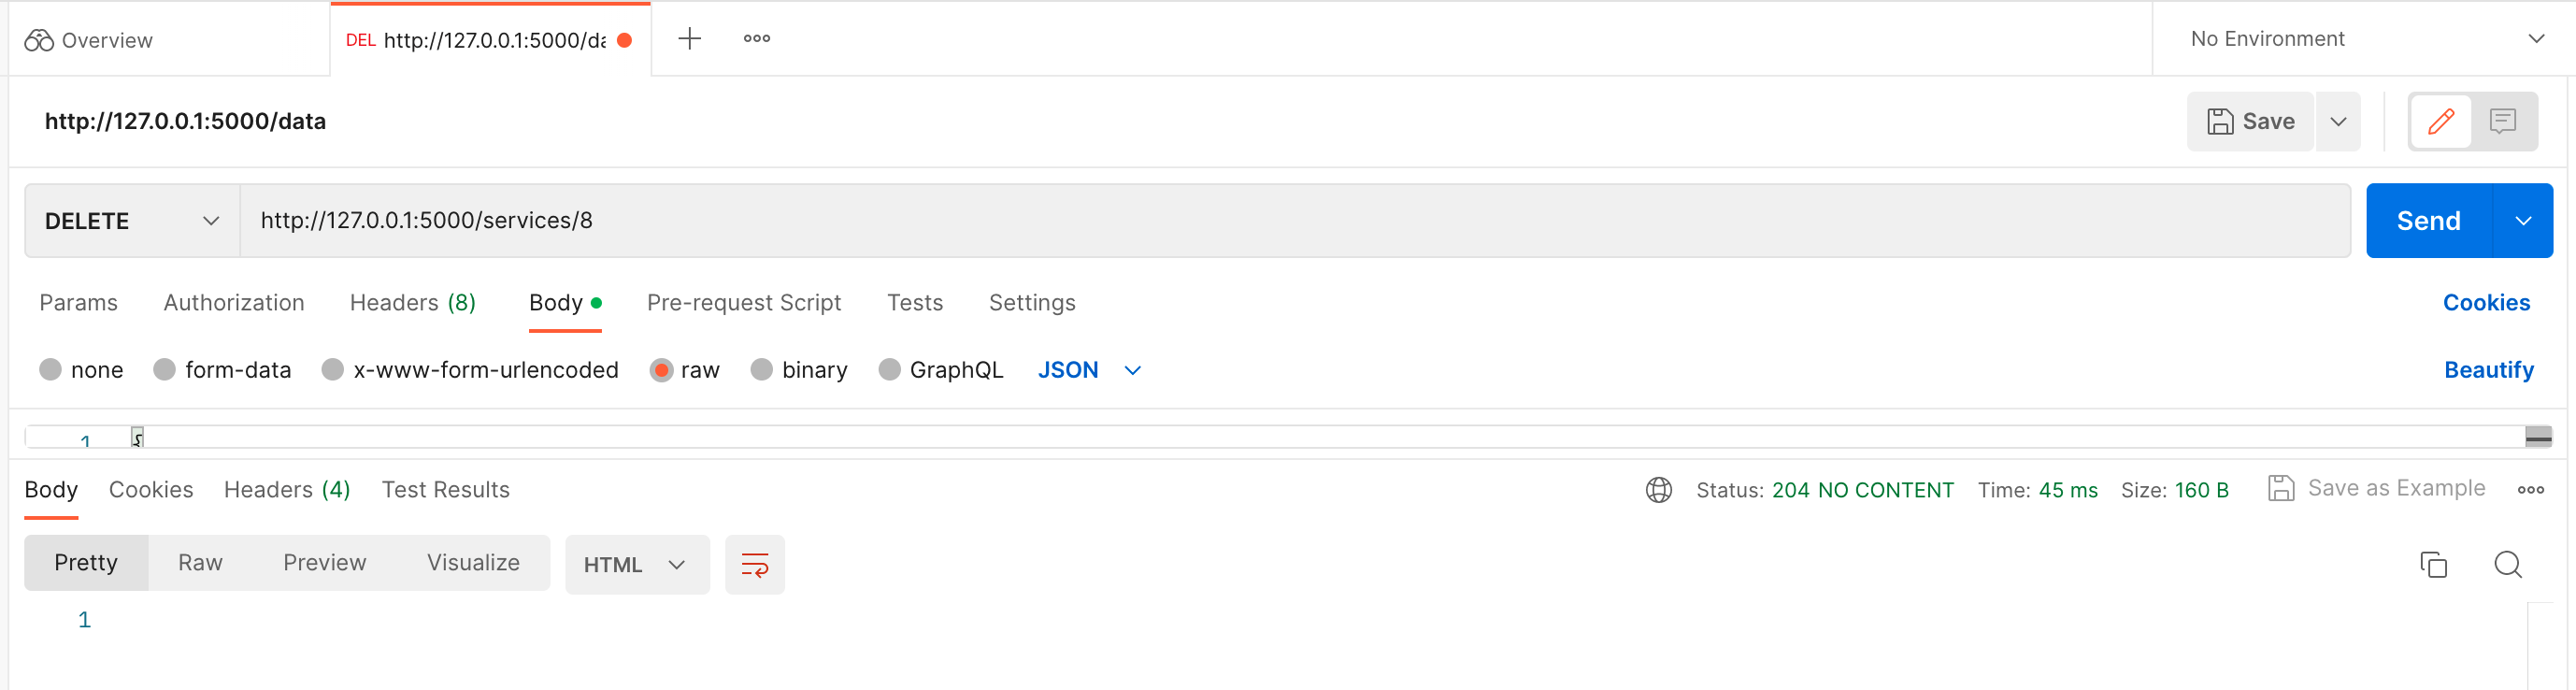 Overview
DEL http://127.0.0.1:5000/da
No Environment
http://127.0.0.1:5000/data
Save
DELETE http://127.0.0.1:5000/services/8
Send
Params Authorization Headers (8) Body Pre-request Script Tests Settings Cookies
none form-data x-www-form-urlencoded raw binary GraphQL JSON Beautify
1 {
Body Cookies Headers (4) Test Results Status: 204 NO CONTENT Time: 45 ms Size: 160 B Save as Example
Pretty Raw Preview Visualize HTML
1